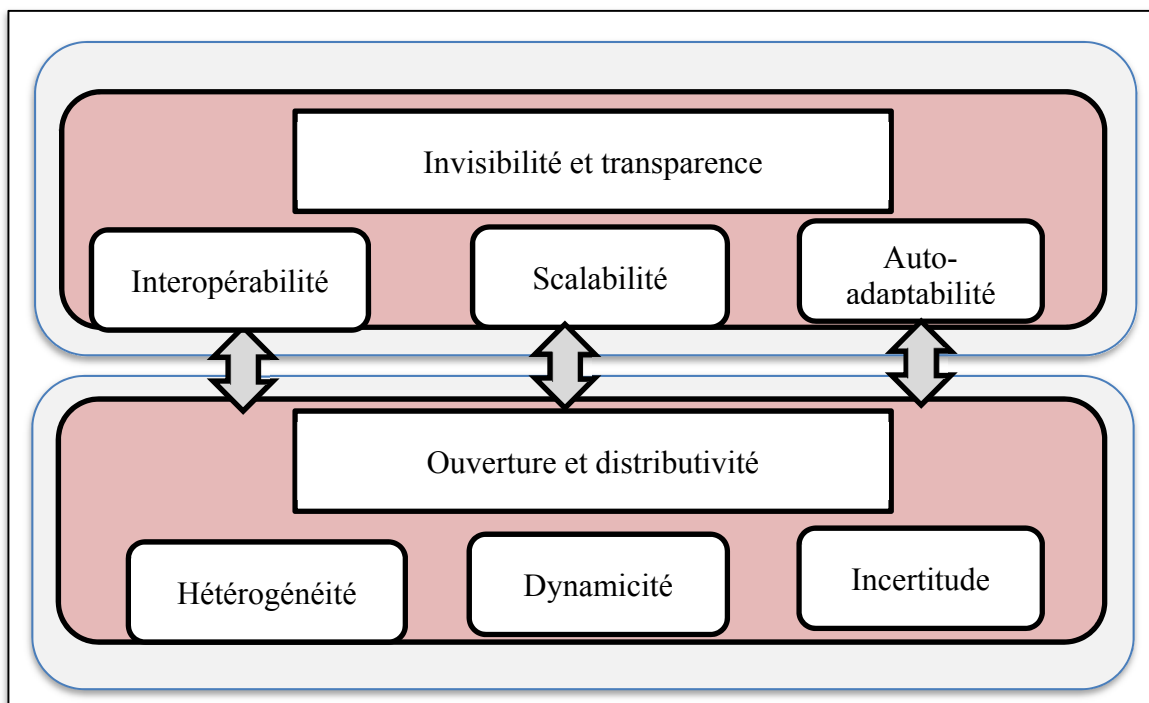 Invisibilité et transparence
Interopérabilité
Scalabilité
Auto-
adaptabilité
Ouverture et distributivité
Hétérogénéité
Dynamicité
Incertitude